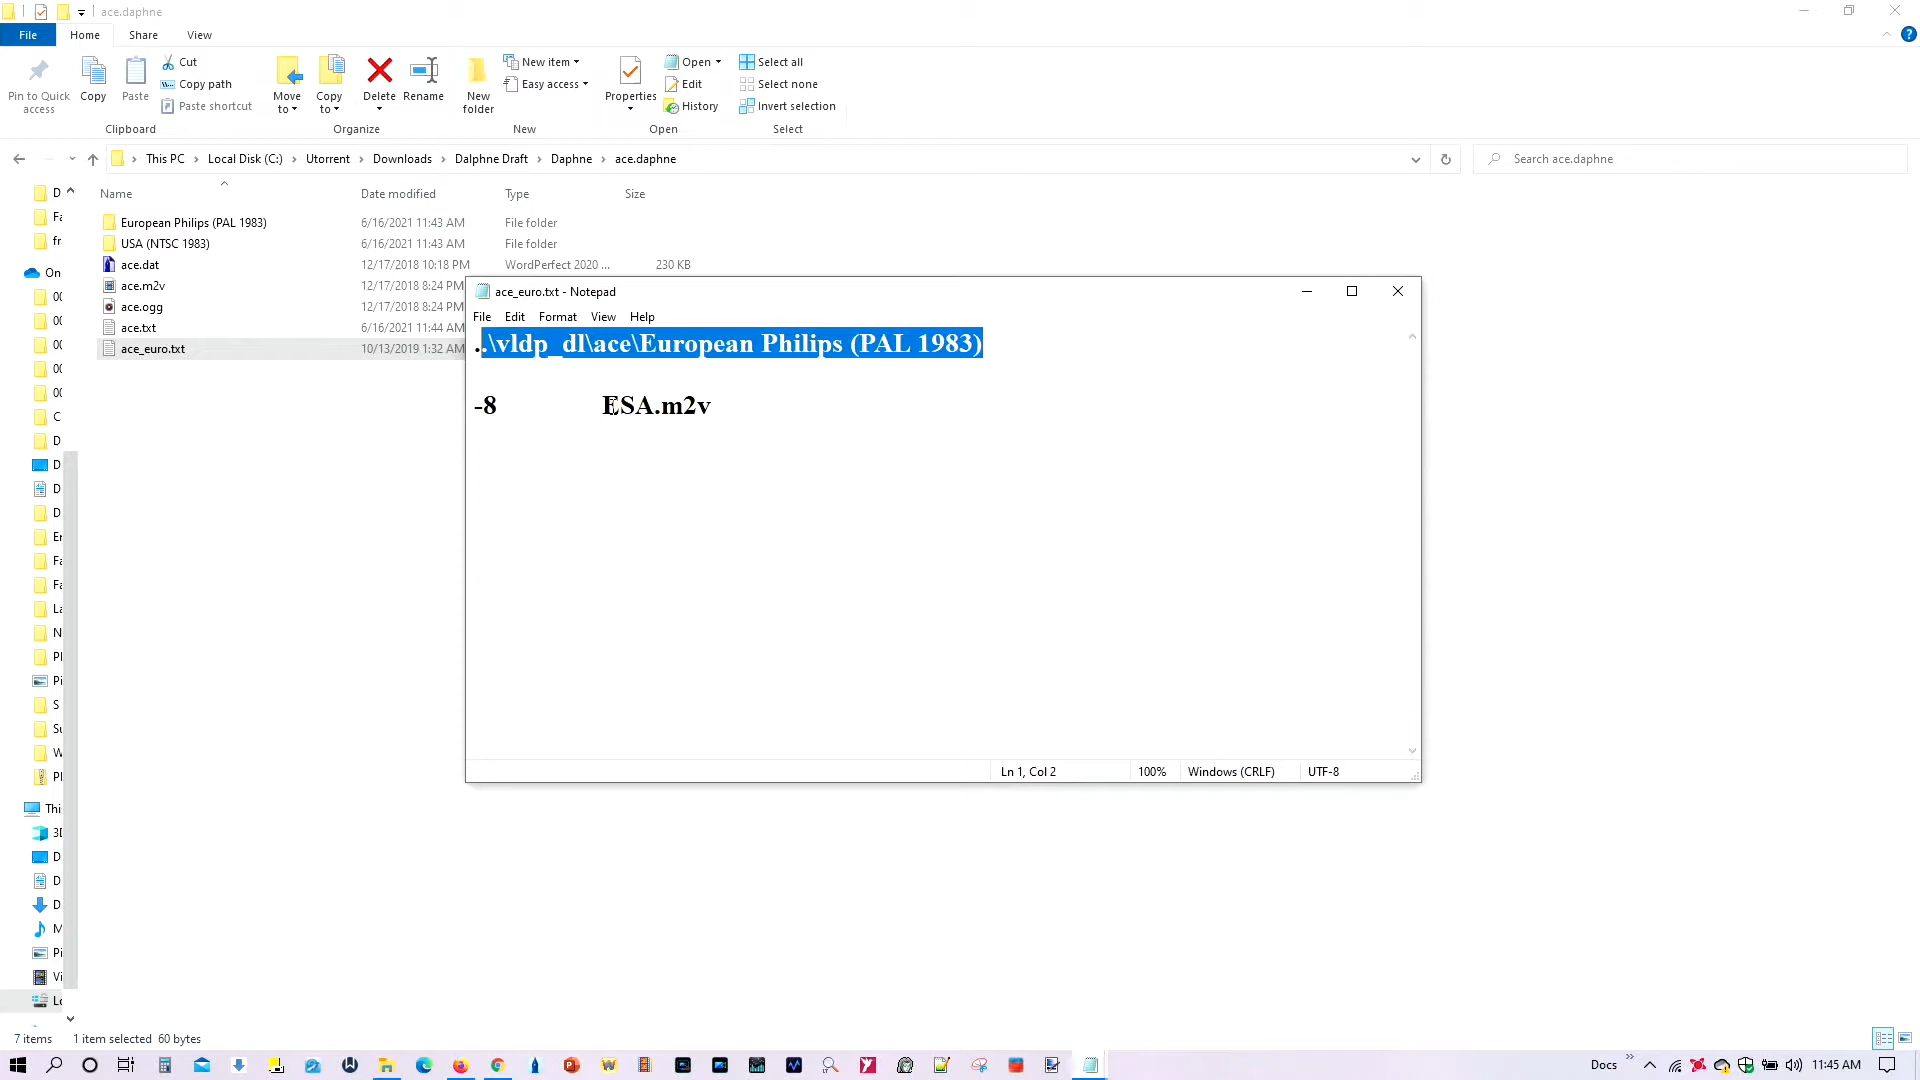 ace.daphne
File
Home
Share
View
Pin to Quick access
Copy
Paste
Cut
Copy path
Paste shortcut
Clipboard
Move to
Copy to
Delete
Rename
Organize
New folder
New item
Easy access
New
Properties
Open
Edit
History
Open
Select all
Select none
Invert selection
Select
This PC > Local Disk (C:) > Utorrent > Downloads > Dalphne Draft > Daphne > ace.daphne
Search ace.daphne
Name Date modified Type Size
European Philips (PAL 1983) 6/16/2021 11:43 AM File folder
USA (NTSC 1983) 6/16/2021 11:43 AM File folder
ace.dat 12/17/2018 10:18 PM WordPerfect 2020 ... 230 KB
ace.m2v 12/17/2018 8:24 PM
ace.ogg 12/17/2018 8:24 PM
ace.txt 6/16/2021 11:44 AM
ace_euro.txt 10/13/2019 1:32 AM
ace_euro.txt - Notepad
File Edit Format View Help
..\vldp_dl\ace\European Philips (PAL 1983)
-8 ESA.m2v
Ln 1, Col 2 100% Windows (CRLF) UTF-8
7 items 1 item selected 60 bytes
Docs
11:45 AM